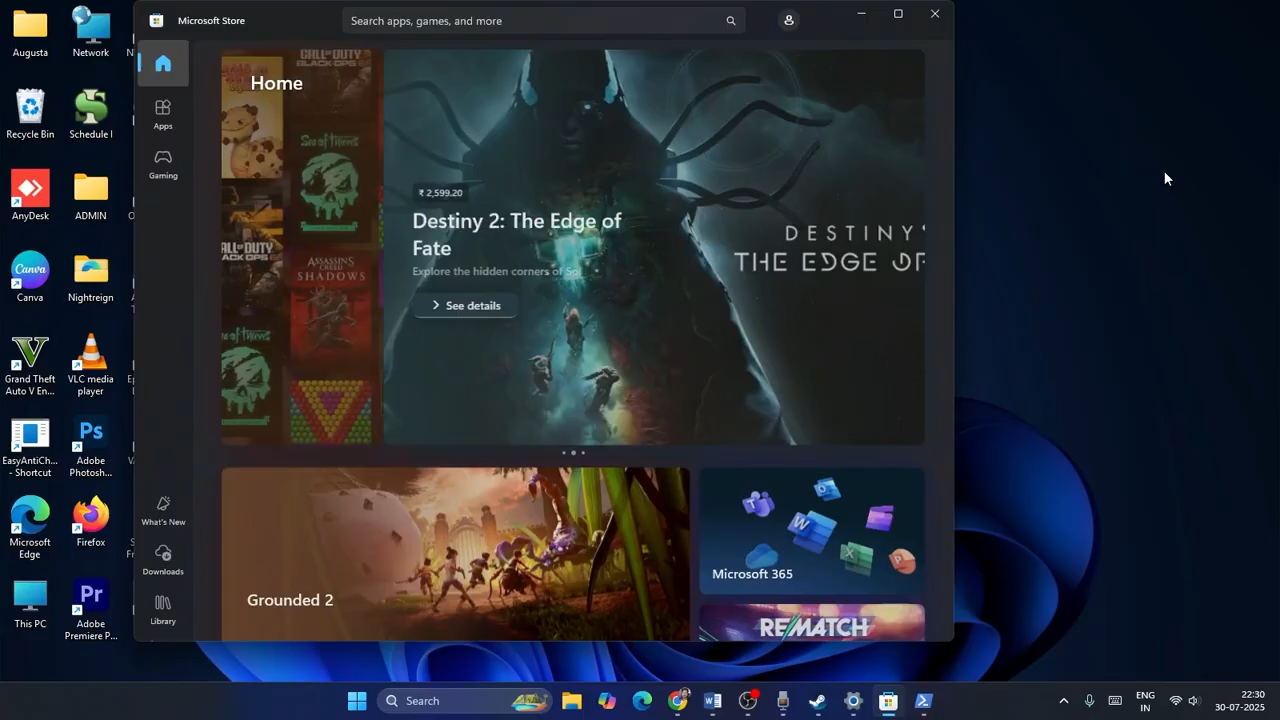 Microsoft Store
Search apps, games, and more
Augusta
Network
Recycle Bin
Schedule I
AnyDesk
ADMIN
Canva
Nightreign
Grand Theft
Auto V En...
VLC media
player
EasyAntiCh...
- Shortcut
Adobe
Photosh...
Microsoft
Edge
Firefox
This PC
Adobe
Premiere P...
Apps
Gaming
What's New
Downloads
Library
Home
CALL OF DUTY
BLACK OPS 6
Sea of Thieves
ASSASSIN'S
CREED
SHADOWS
₹ 2,599.20
Destiny 2: The Edge of
Fate
Explore the hidden corners of Sol
See details
DESTINY
THE EDGE OF
Grounded 2
Microsoft 365
REMATCH
Search
ENG
IN
22:30
30-07-2025